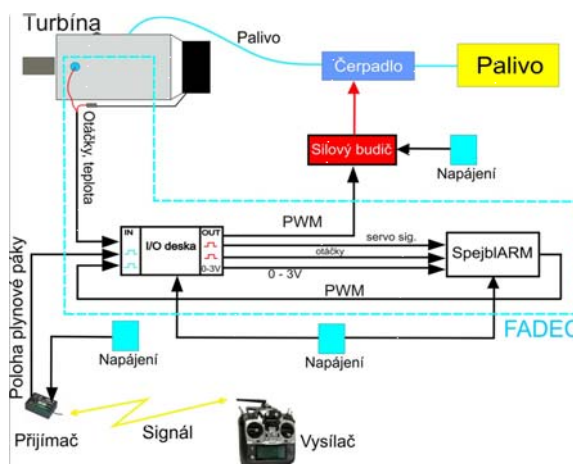 Turbína
Palivo
Čerpadlo
Palivo
Silový budič
Napájení
Otáčky, teplota
PWM
IN
OUT
I/O deska
0-3V
servo sig.
otáčky
0 - 3V
SpejblARM
PWM
FADEC
Poloha plynové páky
Napájení
Napájení
Přijímač
Signál
Vysílač